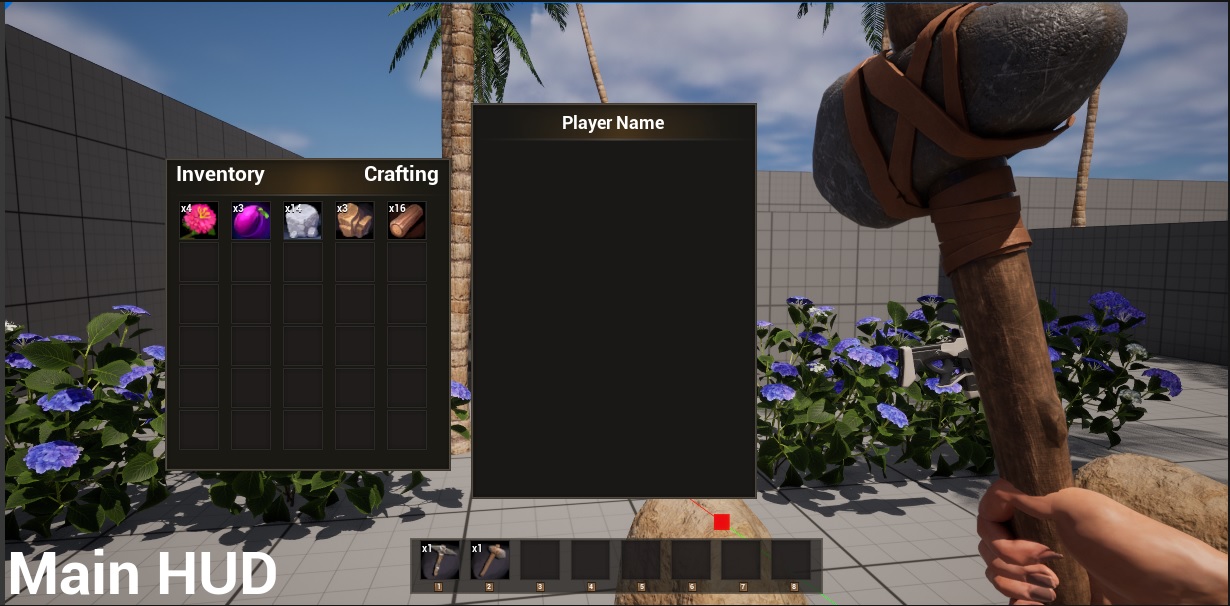 Player Name
Inventory Crafting
x4 x3 x14 x3 x16
x1 x1
1 2 3 4 5 6 7 8
Main HUD